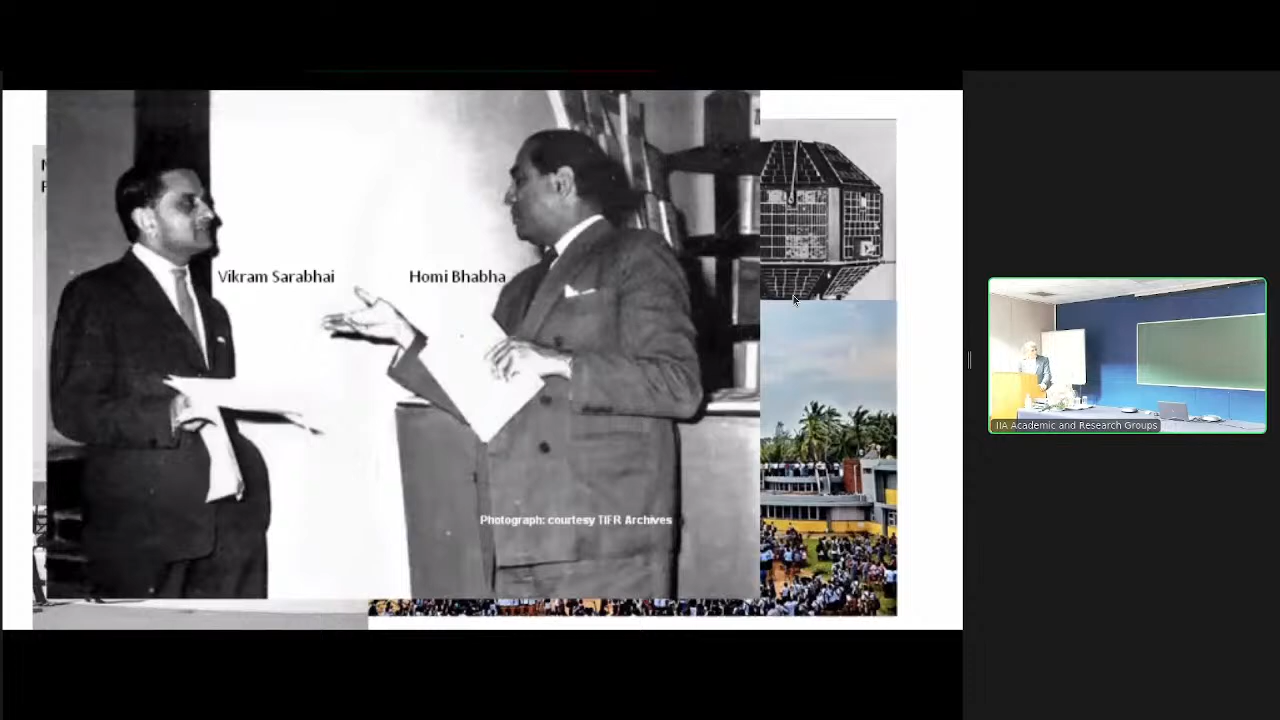 Vikram Sarabhai
Homi Bhabha
Photograph: courtesy TIFR Archives
IIA Academic and Research Groups